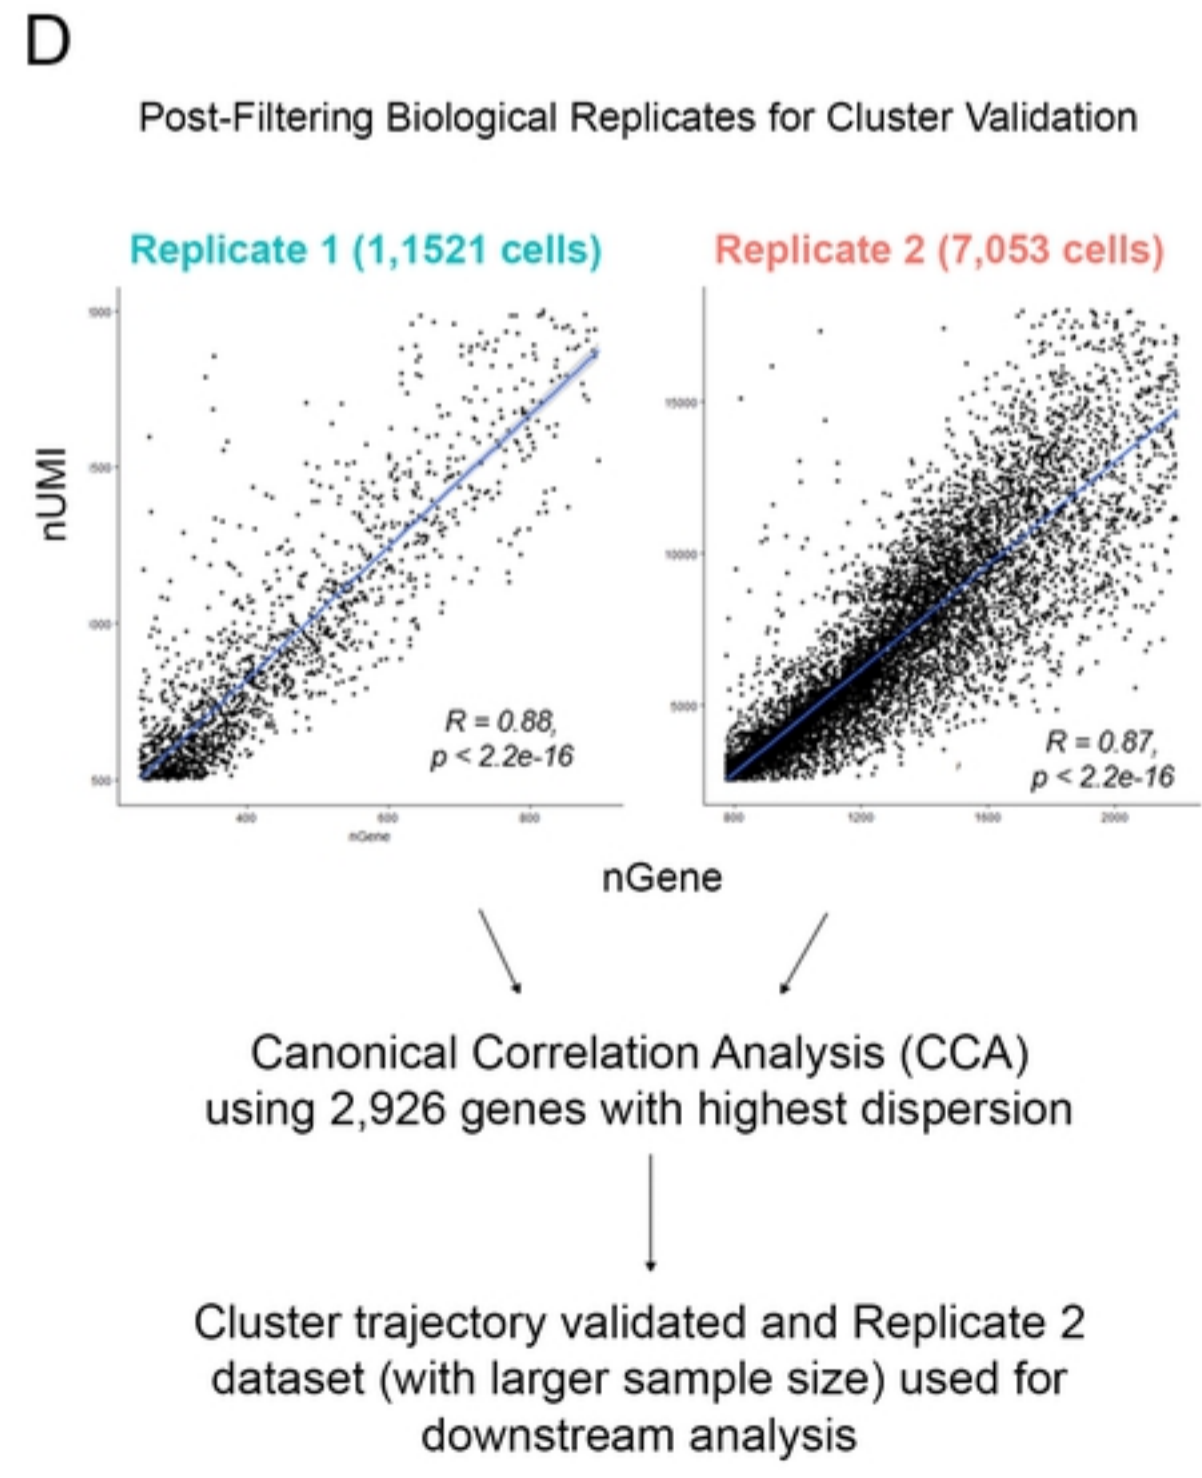 D
Post-Filtering Biological Replicates for Cluster Validation
Replicate 1 (1,1521 cells)
Replicate 2 (7,053 cells)
nUMI
500
400
600
800
nGene
R = 0.88,
p < 2.2e-16
15000
10000
5000
800
1200
1600
2000
R = 0.87,
p < 2.2e-16
nGene
Canonical Correlation Analysis (CCA)
using 2,926 genes with highest dispersion
Cluster trajectory validated and Replicate 2
dataset (with larger sample size) used for
downstream analysis